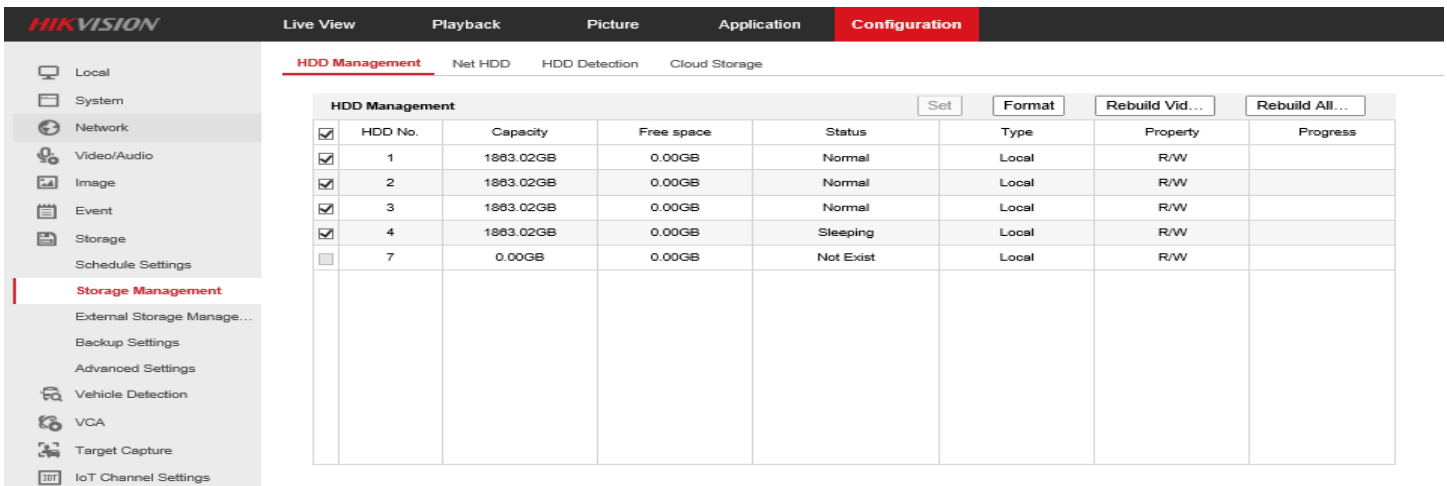 HIKVISION Live View Playback Picture Application Configuration
HDD Management Net HDD HDD Detection Cloud Storage
Local
System
Network
Video/Audio
Image
Event
Storage
Schedule Settings
Storage Management
External Storage Manage...
Backup Settings
Advanced Settings
Vehicle Detection
VCA
Target Capture
IOT IoT Channel Settings
HDD Management Set Format Rebuild Vid... Rebuild All...
HDD No. Capacity Free space Status Type Property Progress
1 1863.02GB 0.00GB Normal Local R/W
2 1863.02GB 0.00GB Normal Local R/W
3 1863.02GB 0.00GB Normal Local R/W
4 1863.02GB 0.00GB Sleeping Local R/W
7 0.00GB 0.00GB Not Exist Local R/W